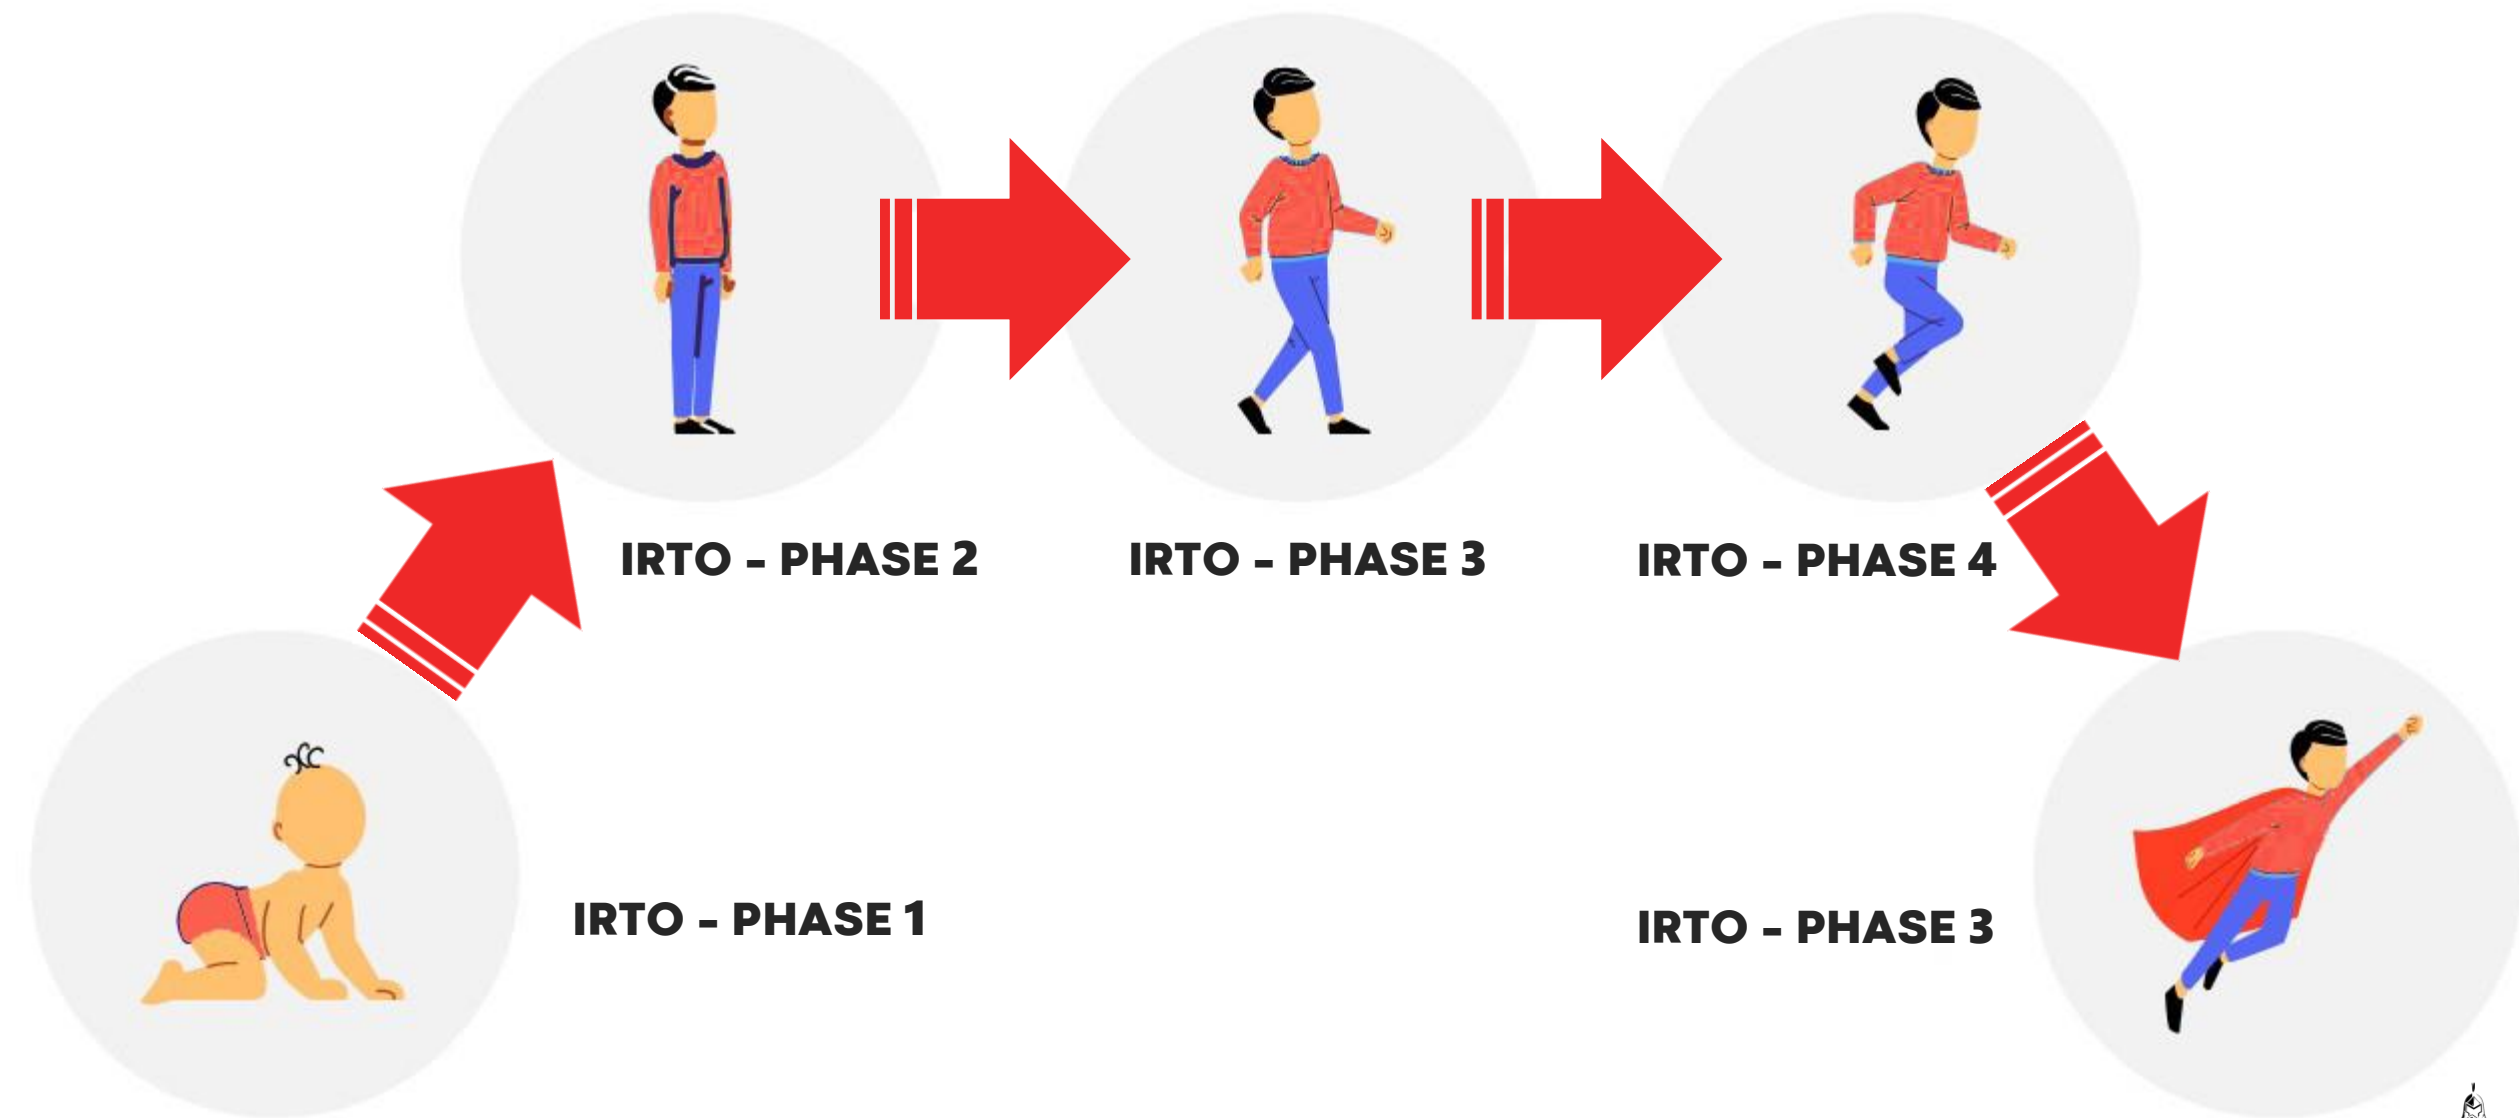 IRTO - PHASE 2
IRTO - PHASE 3
IRTO - PHASE 4
IRTO - PHASE 1
IRTO - PHASE 3